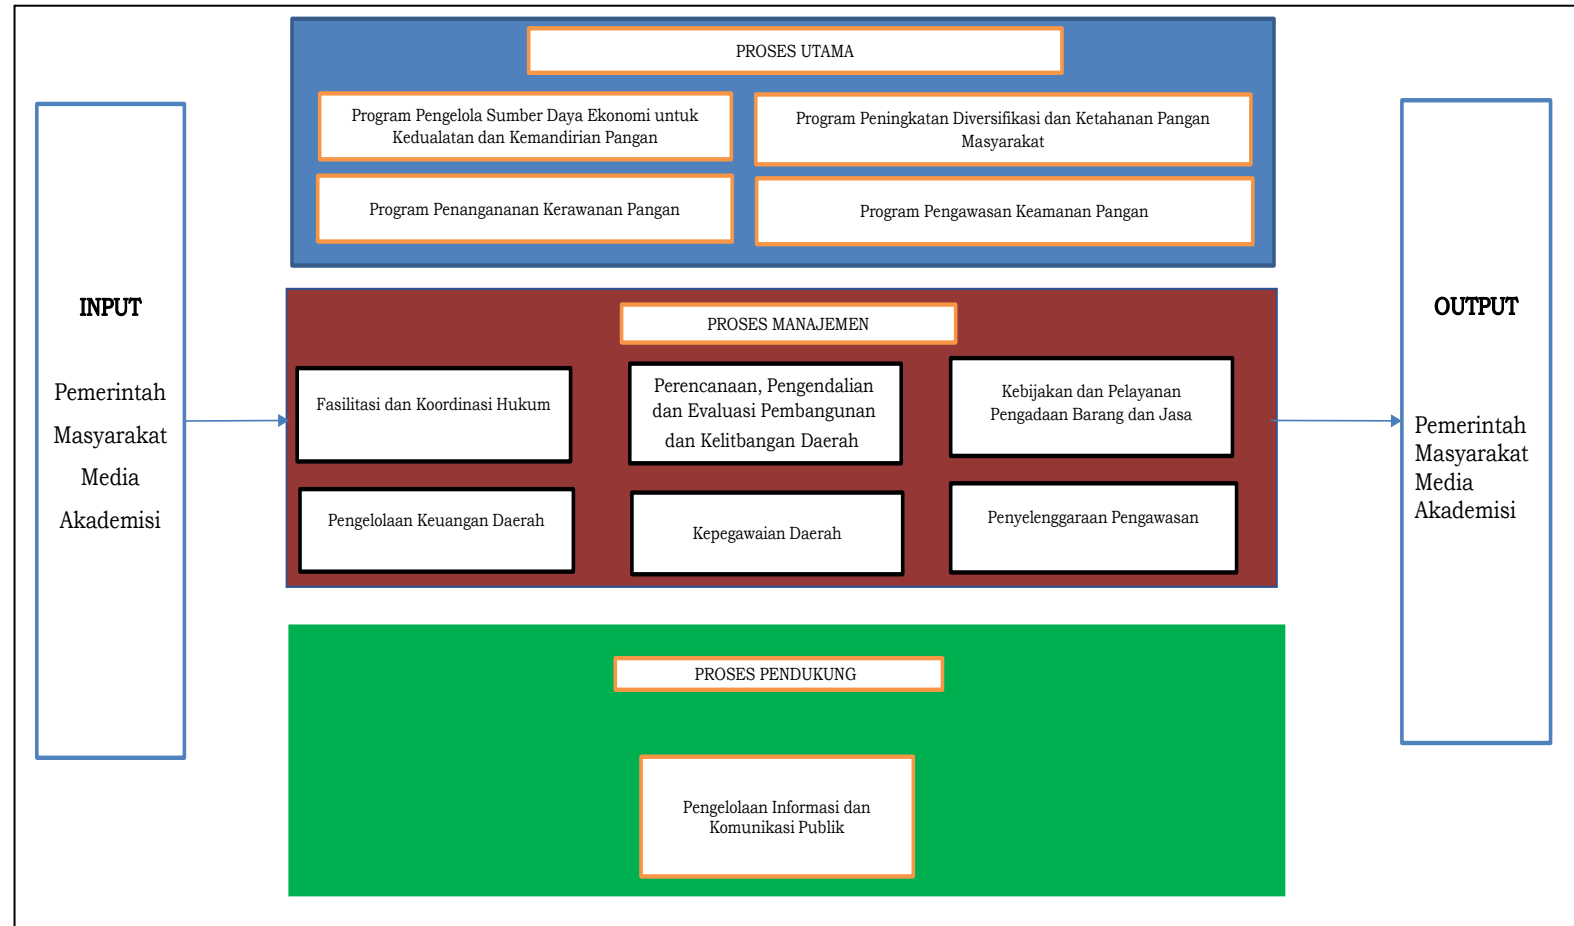 PROSES UTAMA
Program Pengelola Sumber Daya Ekonomi untuk
Kedualatan dan Kemandirian Pangan
Program Peningkatan Diversifikasi dan Ketahanan Pangan
Masyarakat
Program Penangananan Kerawanan Pangan
Program Pengawasan Keamanan Pangan
INPUT
Pemerintah
Masyarakat
Media
Akademisi
PROSES MANAJEMEN
Fasilitasi dan Koordinasi Hukum
Perencanaan, Pengendalian
dan Evaluasi Pembangunan
dan Kelitbangan Daerah
Kebijakan dan Pelayanan
Pengadaan Barang dan Jasa
Pengelolaan Keuangan Daerah
Kepegawaian Daerah
Penyelenggaraan Pengawasan
PROSES PENDUKUNG
Pengelolaan Informasi dan
Komunikasi Publik
OUTPUT
Pemerintah
Masyarakat
Media
Akademisi